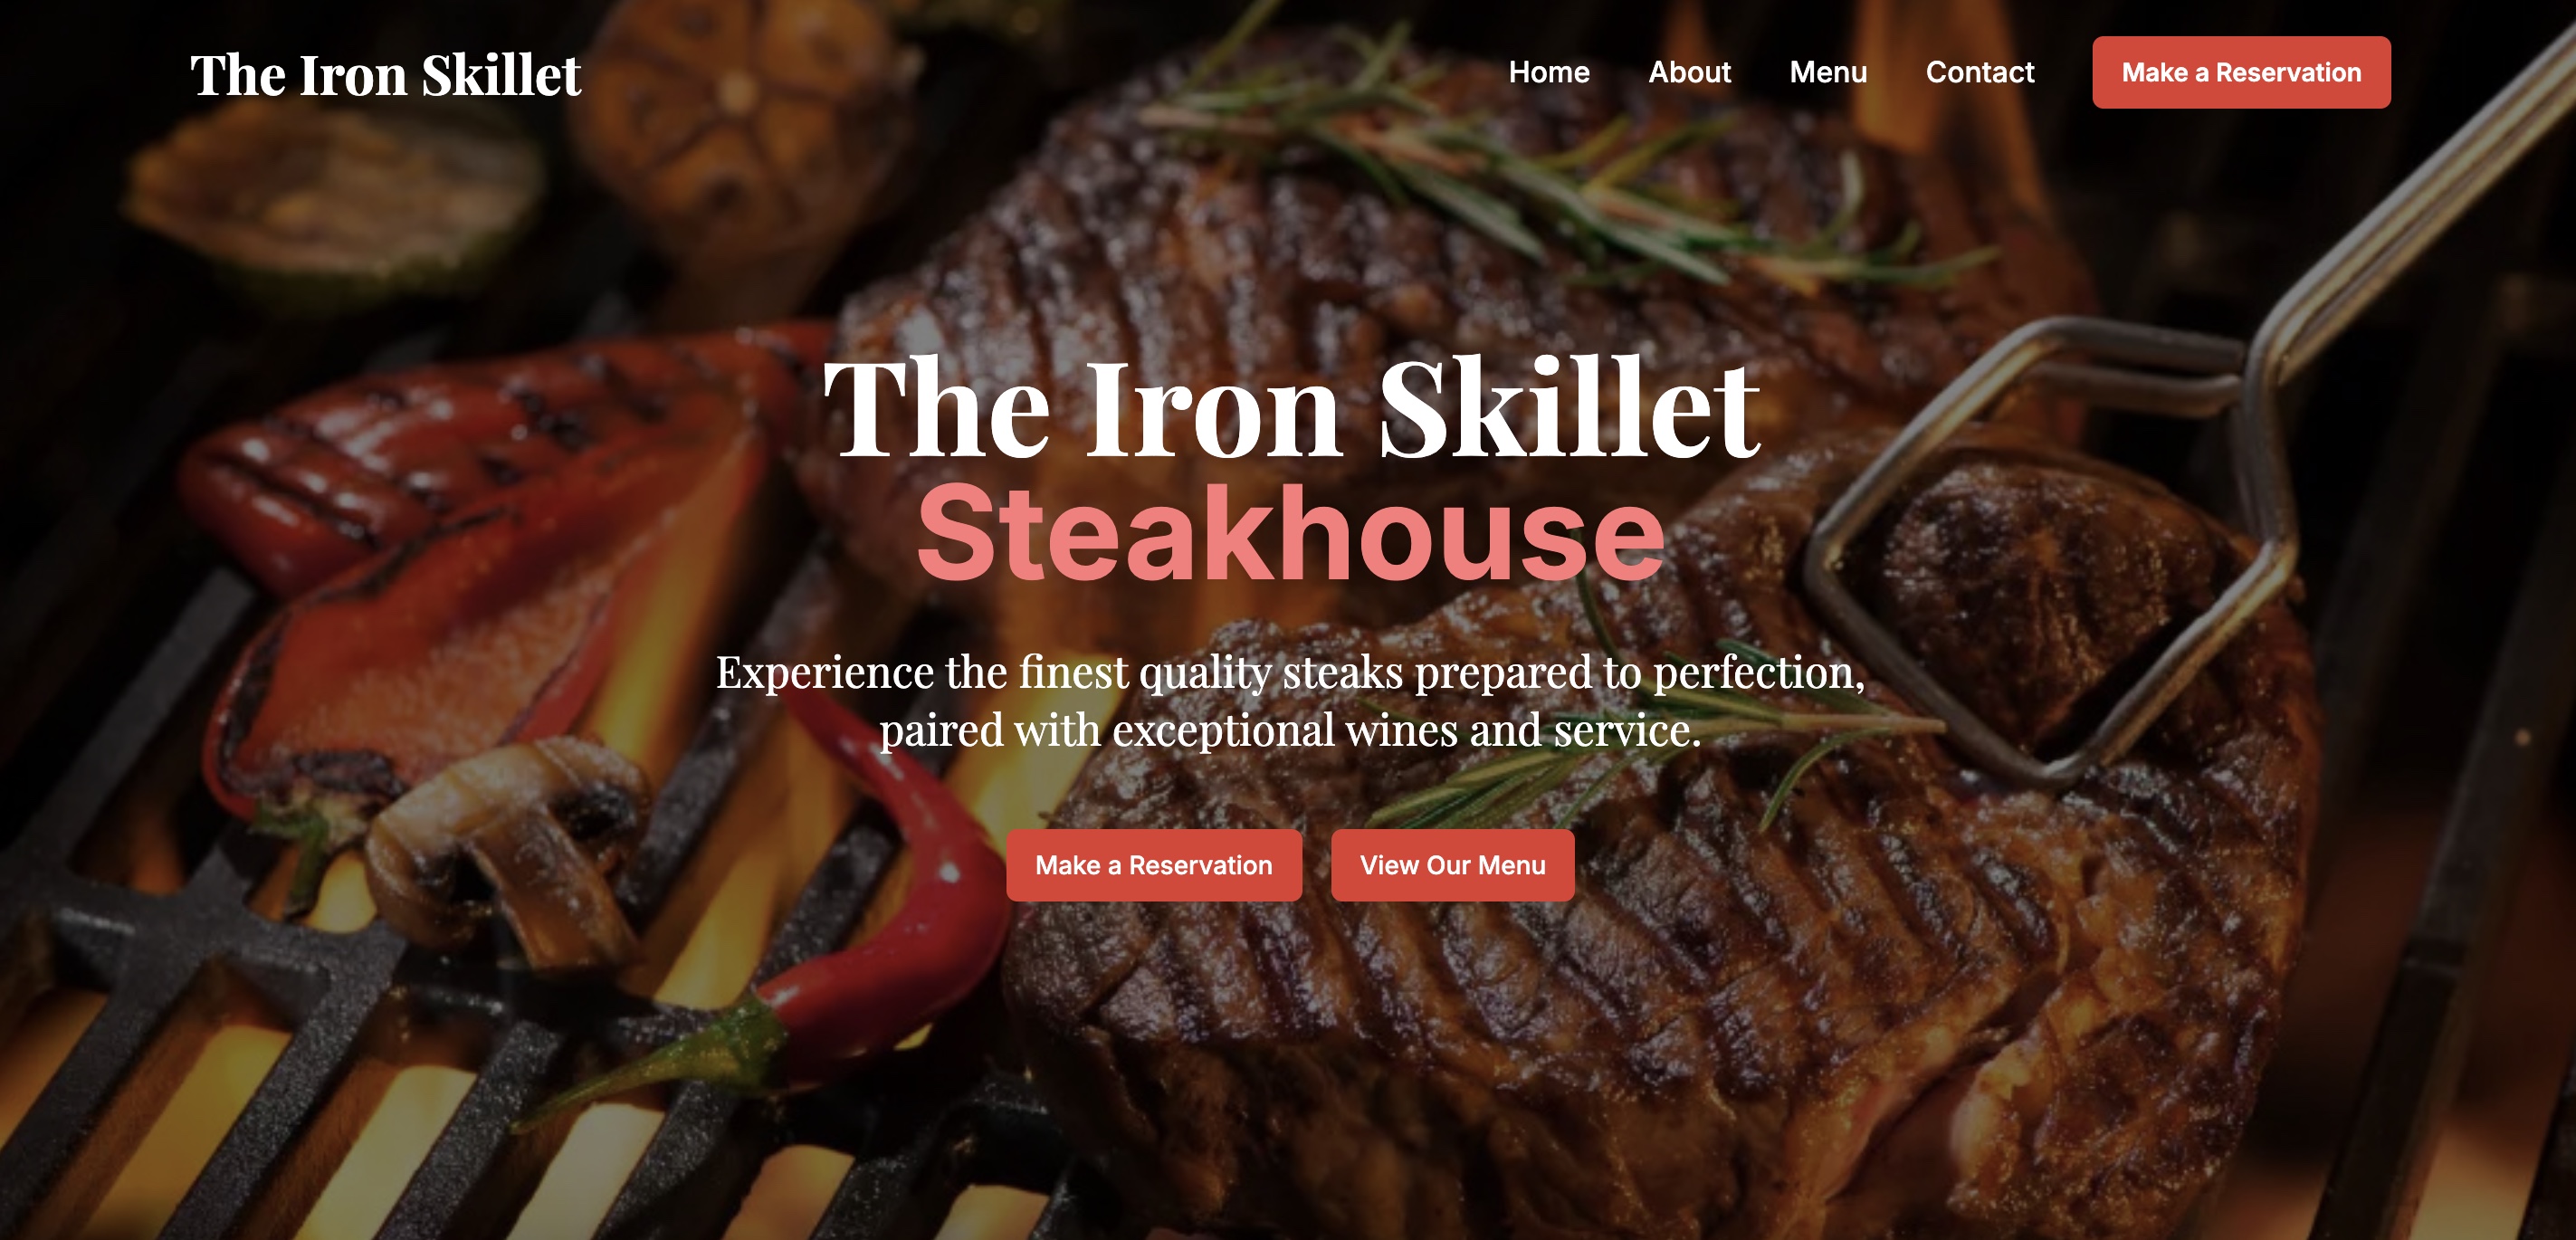 The Iron Skillet
Home About Menu Contact Make a Reservation
The Iron Skillet
Steakhouse
Experience the finest quality steaks prepared to perfection,
paired with exceptional wines and service.
Make a Reservation View Our Menu